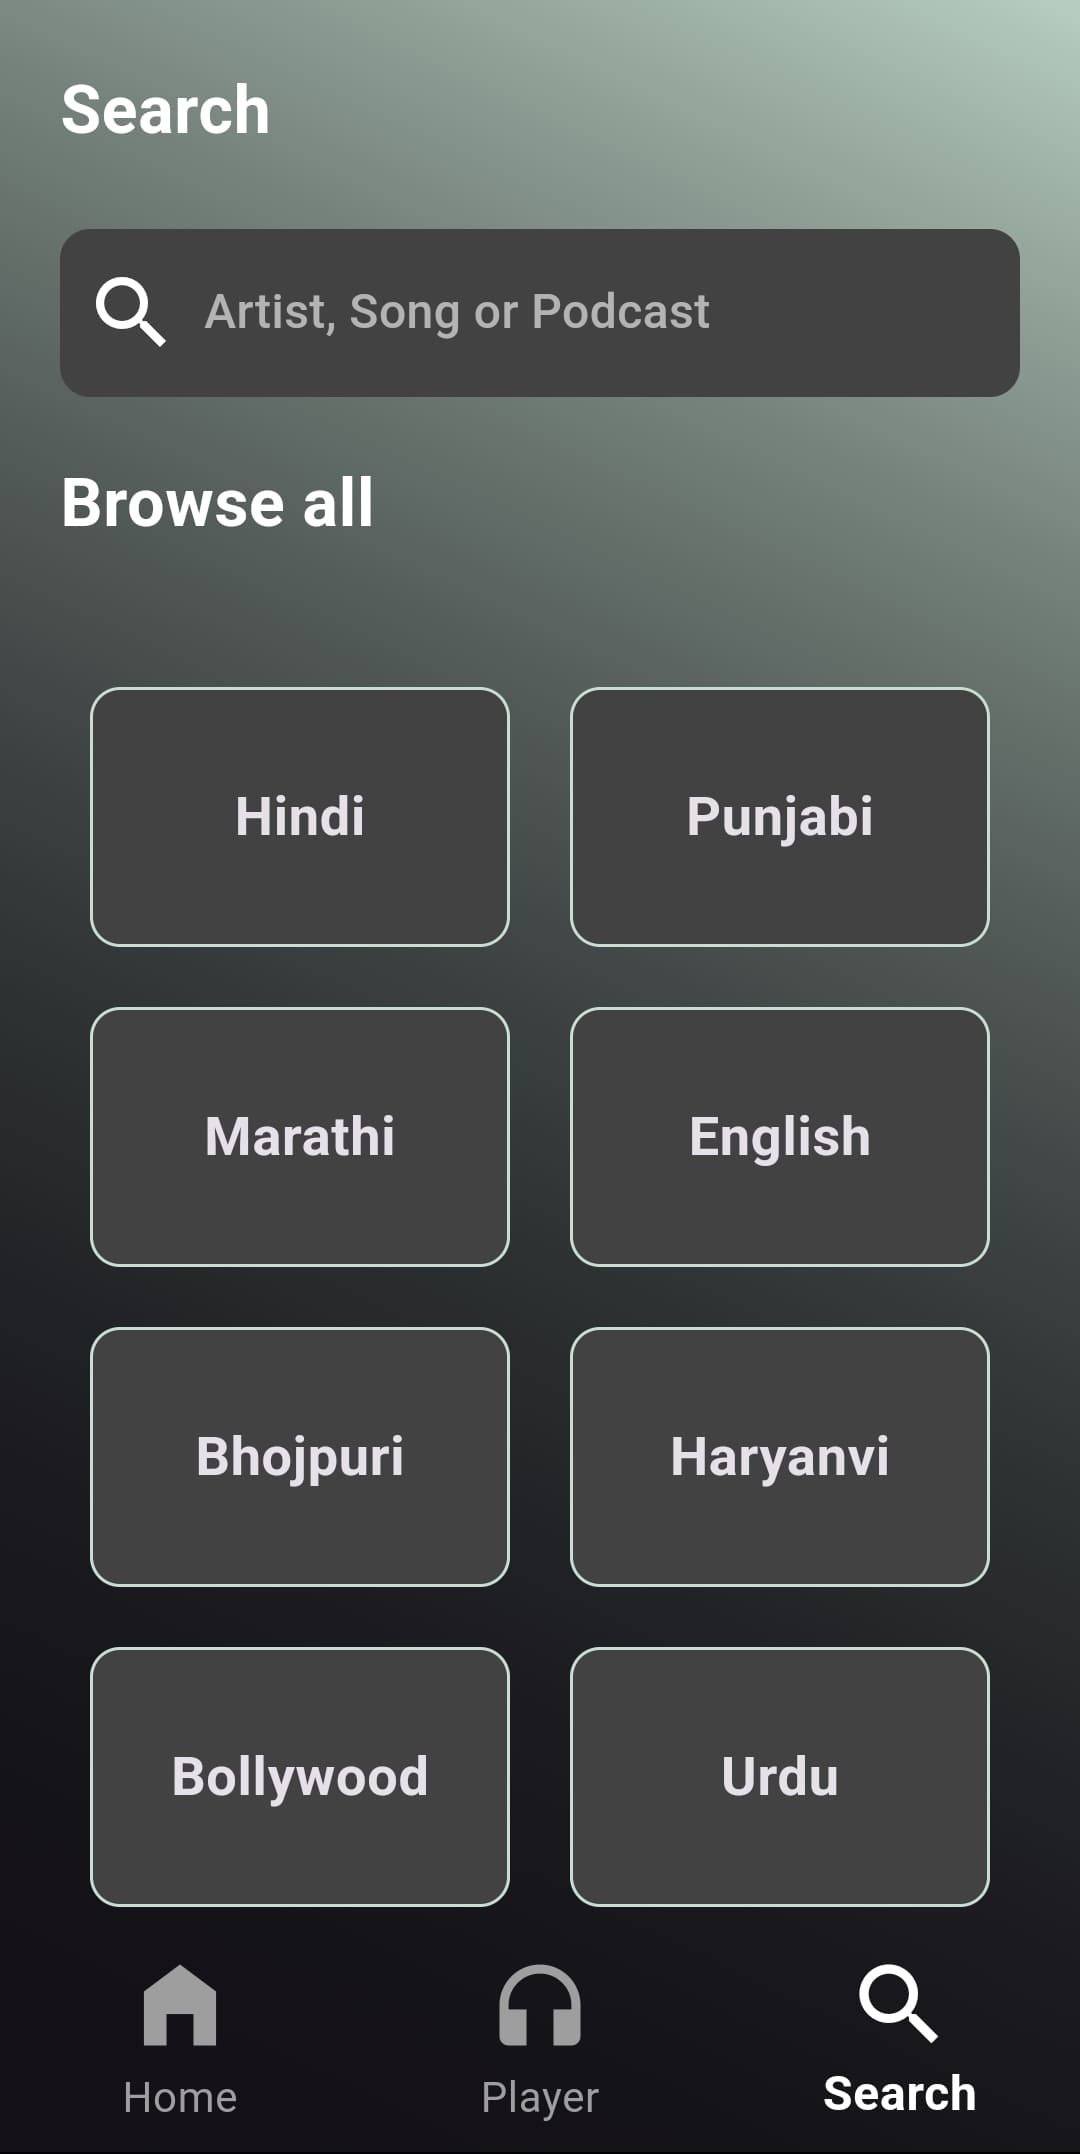 Search
Artist, Song or Podcast
Browse all
Hindi
Punjabi
Marathi
English
Bhojpuri
Haryanvi
Bollywood
Urdu
Home
Player
Search